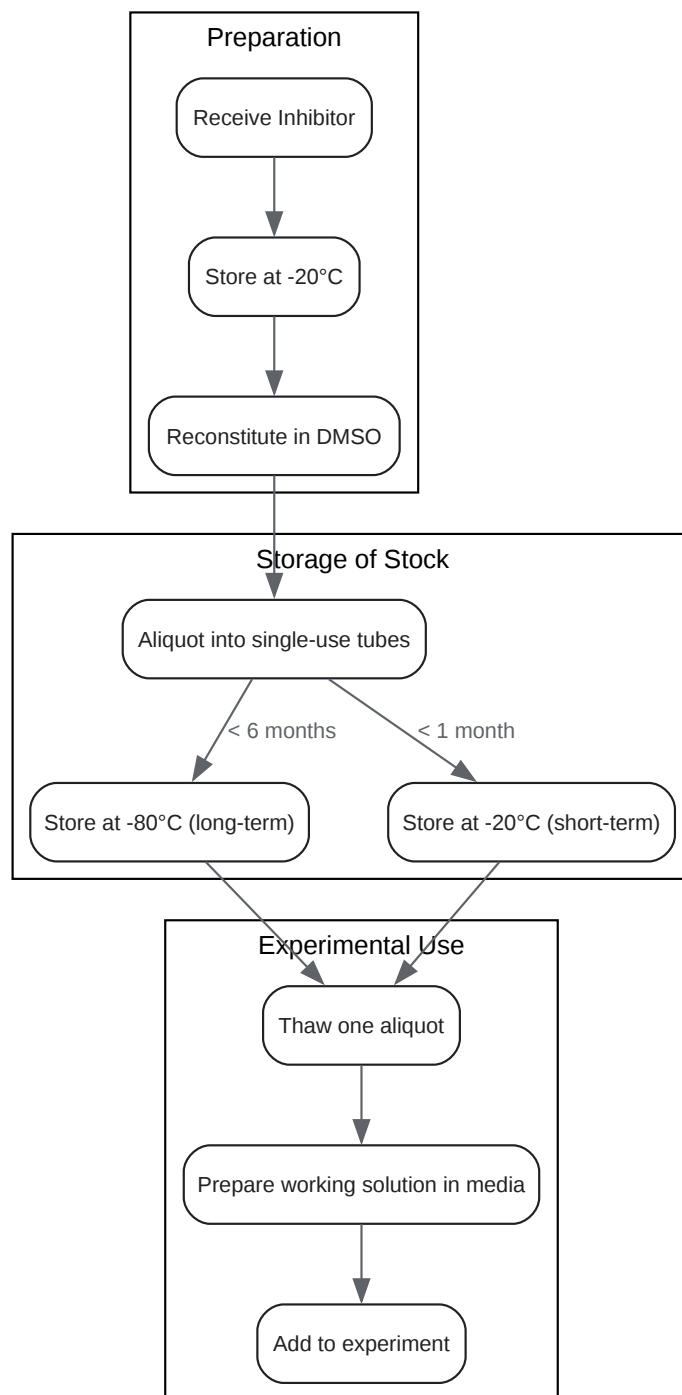 Preparation
Receive Inhibitor
Store at -20°C
Reconstitute in DMSO
Storage of Stock
Aliquot into single-use tubes
< 6 months
< 1 month
Store at -80°C (long-term)
Store at -20°C (short-term)
Experimental Use
Thaw one aliquot
Prepare working solution in media
Add to experiment